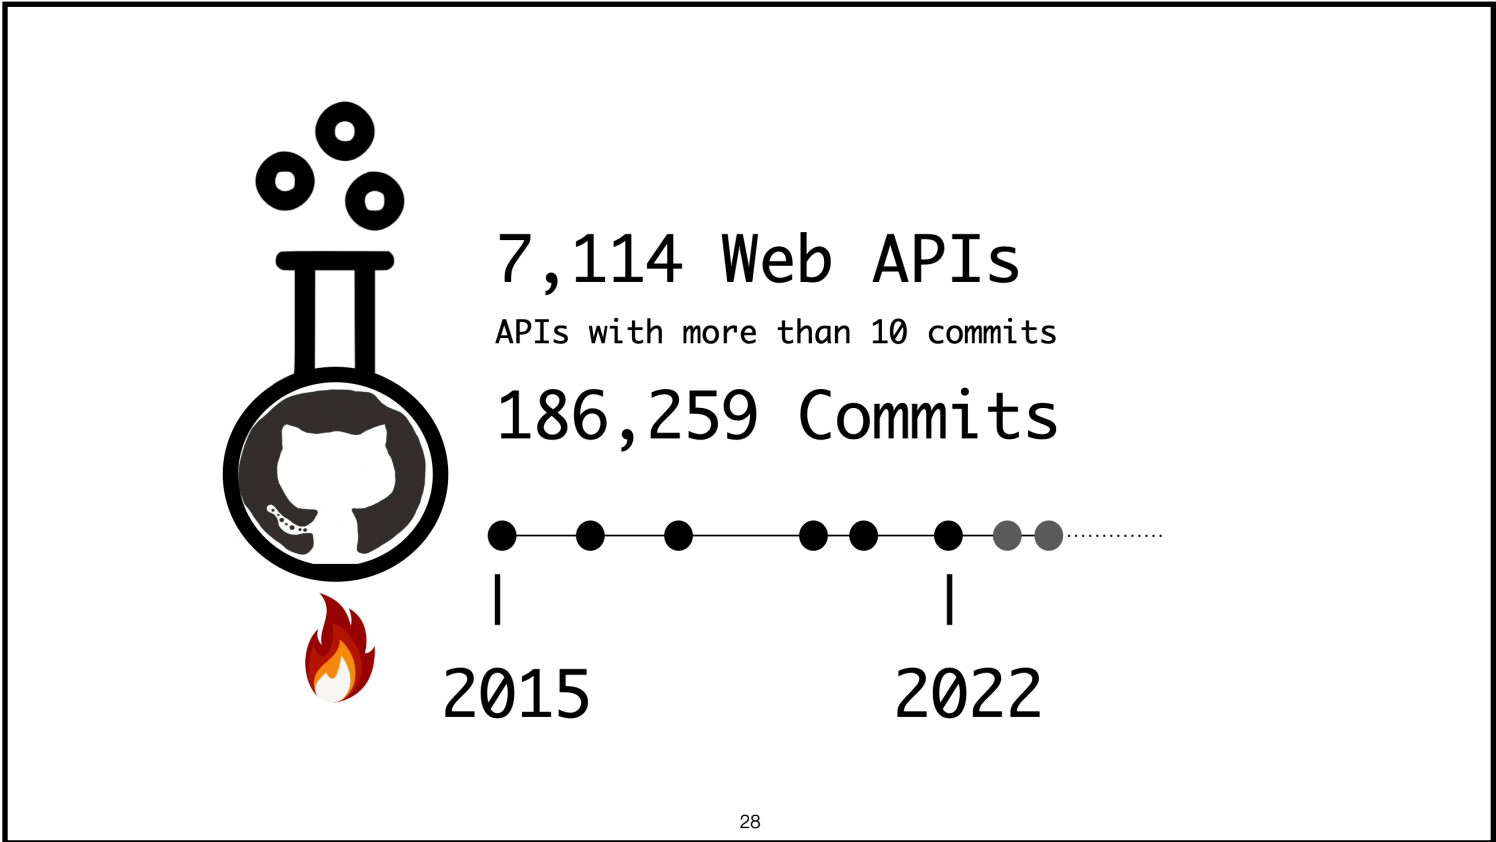 7,114 Web APIs
APIs with more than 10 commits
186,259 Commits
2015
2022
28